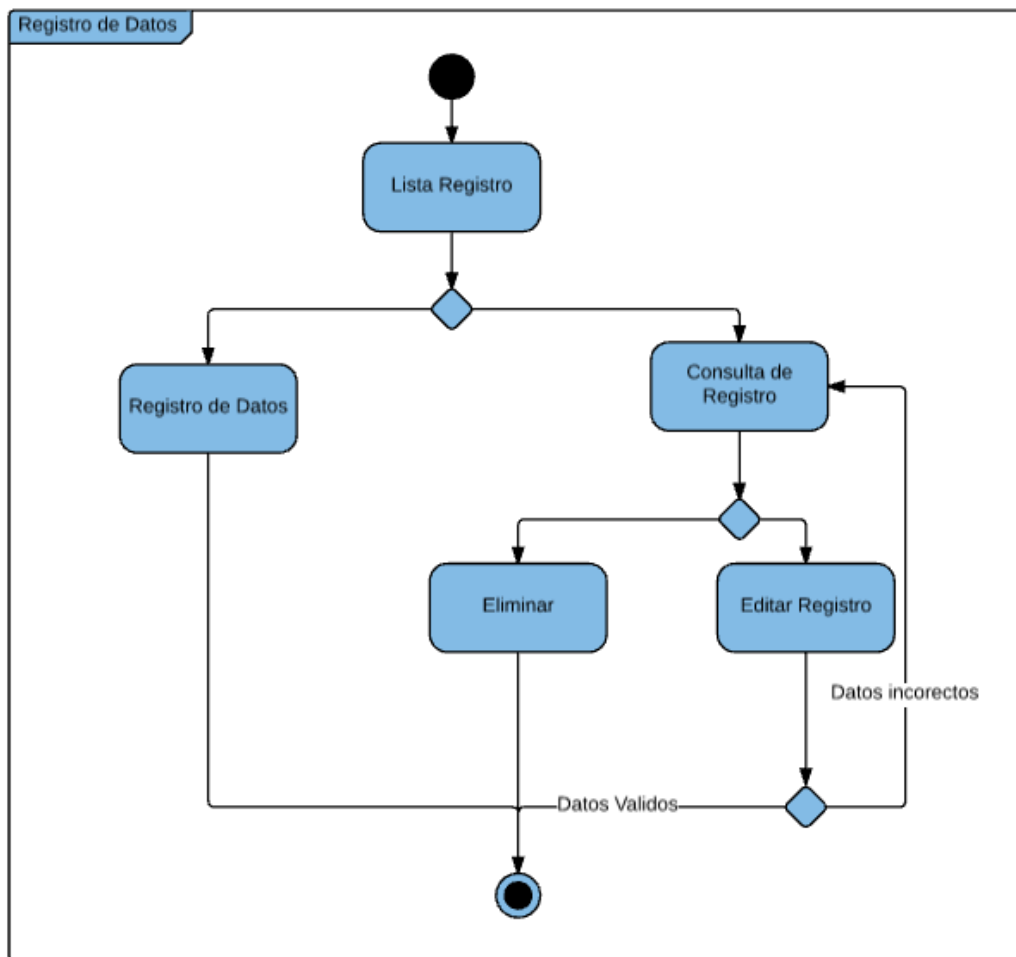 Registro de Datos
Lista Registro
Registro de Datos
Consulta de
Registro
Eliminar
Editar Registro
Datos incorectos
Datos Validos